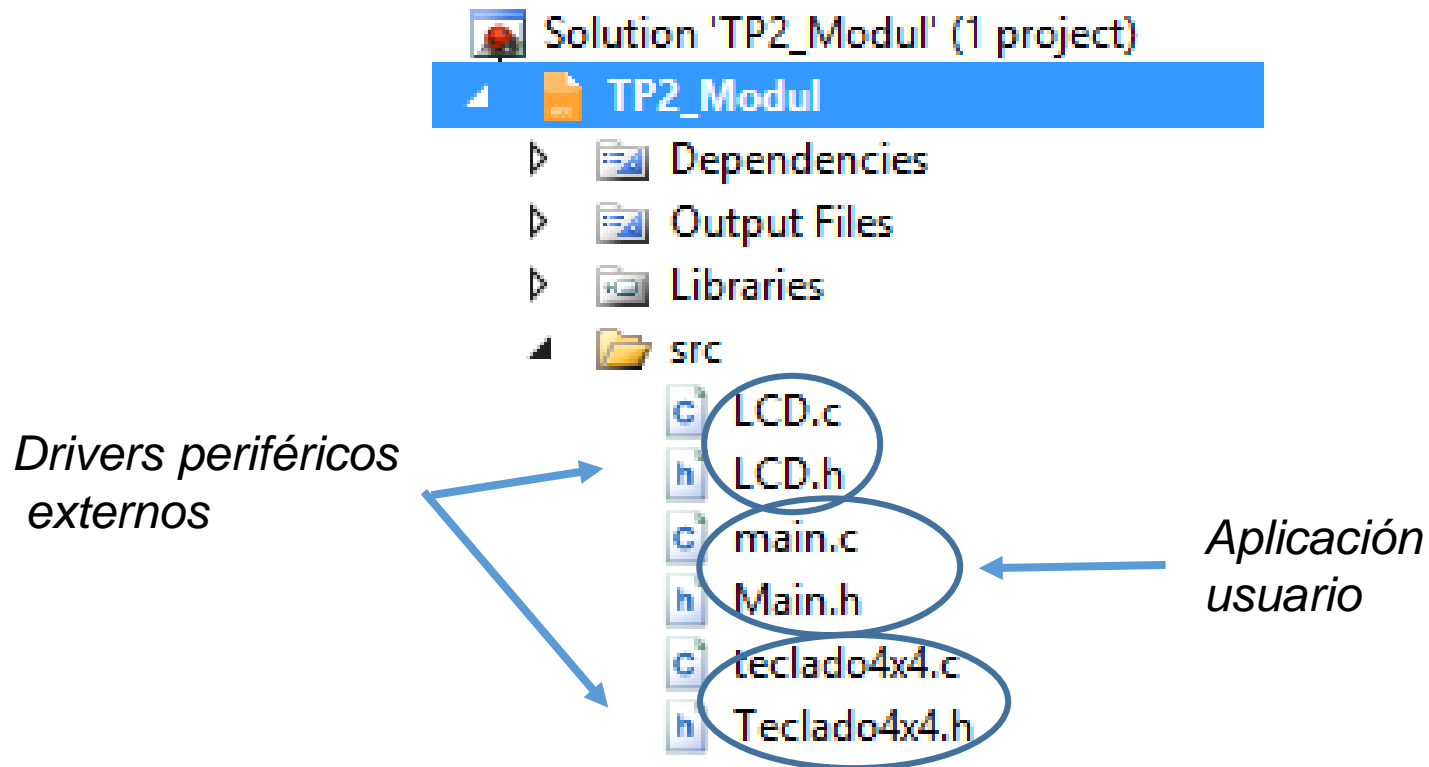 Solution 'TP2_Modul' (1 project)
TP2_Modul
Dependencies
Output Files
Libraries
src
c LCD.c
h LCD.h
c main.c
h Main.h
c teclado4x4.c
h Teclado4x4.h
Drivers periféricos
externos
Aplicación
usuario